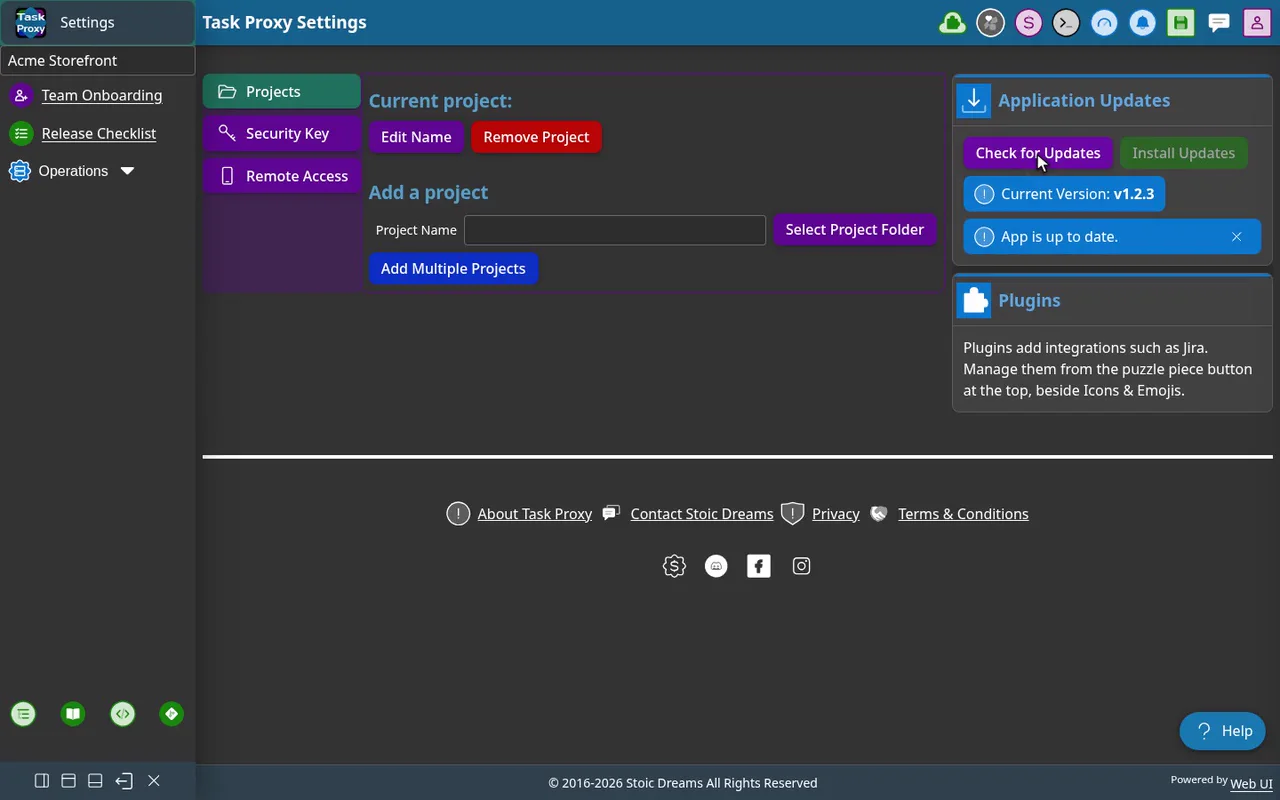 Task Proxy
Settings
Task Proxy Settings
S
Acme Storefront
Team Onboarding
Release Checklist
Operations
Projects
Security Key
Remote Access
Current project:
Edit Name
Remove Project
Add a project
Project Name
Select Project Folder
Add Multiple Projects
Application Updates
Check for Updates
Install Updates
Current Version: v1.2.3
App is up to date.
Plugins
Plugins add integrations such as Jira.
Manage them from the puzzle piece button
at the top, beside Icons & Emojis.
About Task Proxy
Contact Stoic Dreams
Privacy
Terms & Conditions
? Help
© 2016-2026 Stoic Dreams All Rights Reserved
Powered by Web UI